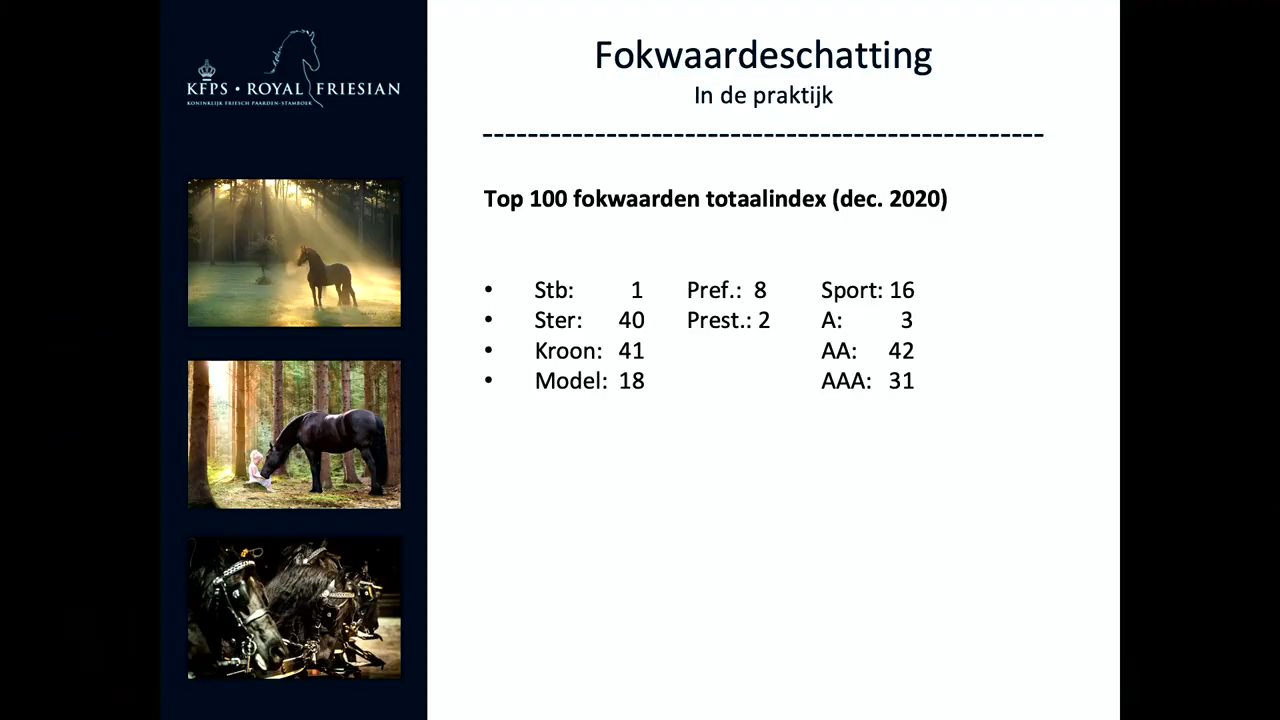 KFPS • ROYAL FRIESIAN
KONINKLIJK FRIESCH PAARDEN-STAMBOEK
Fokwaardeschatting
In de praktijk
--------------------------------------------------
Top 100 fokwaarden totaalindex (dec. 2020)
• Stb: 1 Pref.: 8 Sport: 16
• Ster: 40 Prest.: 2 A: 3
• Kroon: 41 AA: 42
• Model: 18 AAA: 31